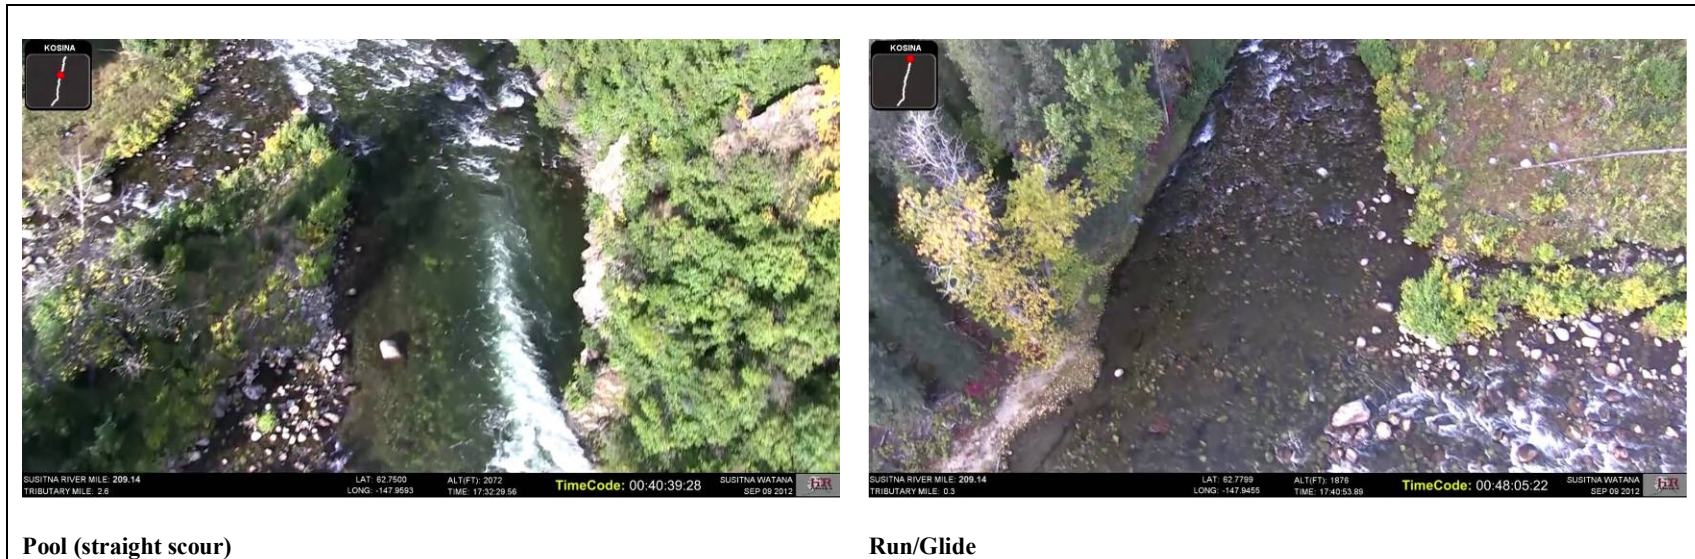 KOSINA
SUSITNA RIVER MILE: 209.14
TRIBUTARY MILE: 2.6
LAT: 62.7500
LONG: -147.9593
ALT(FT): 2072
TIME: 17:32:29.56
TimeCode: 00:40:39:28
SUSITNA WATANA
SEP 09 2012
HDR
Pool (straight scour)
KOSINA
SUSITNA RIVER MILE: 209.14
TRIBUTARY MILE: 0.3
LAT: 62.7799
LONG: -147.9455
ALT(FT): 1876
TIME: 17:40:53.89
TimeCode: 00:48:05:22
SUSITNA WATANA
SEP 09 2012
HDR
Run/Glide